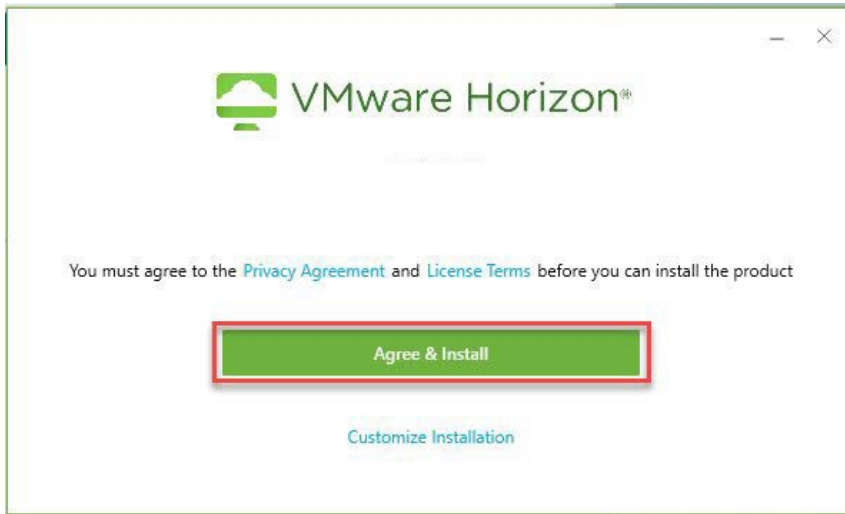 VMware Horizon®
You must agree to the Privacy Agreement and License Terms before you can install the product
Agree & Install
Customize Installation